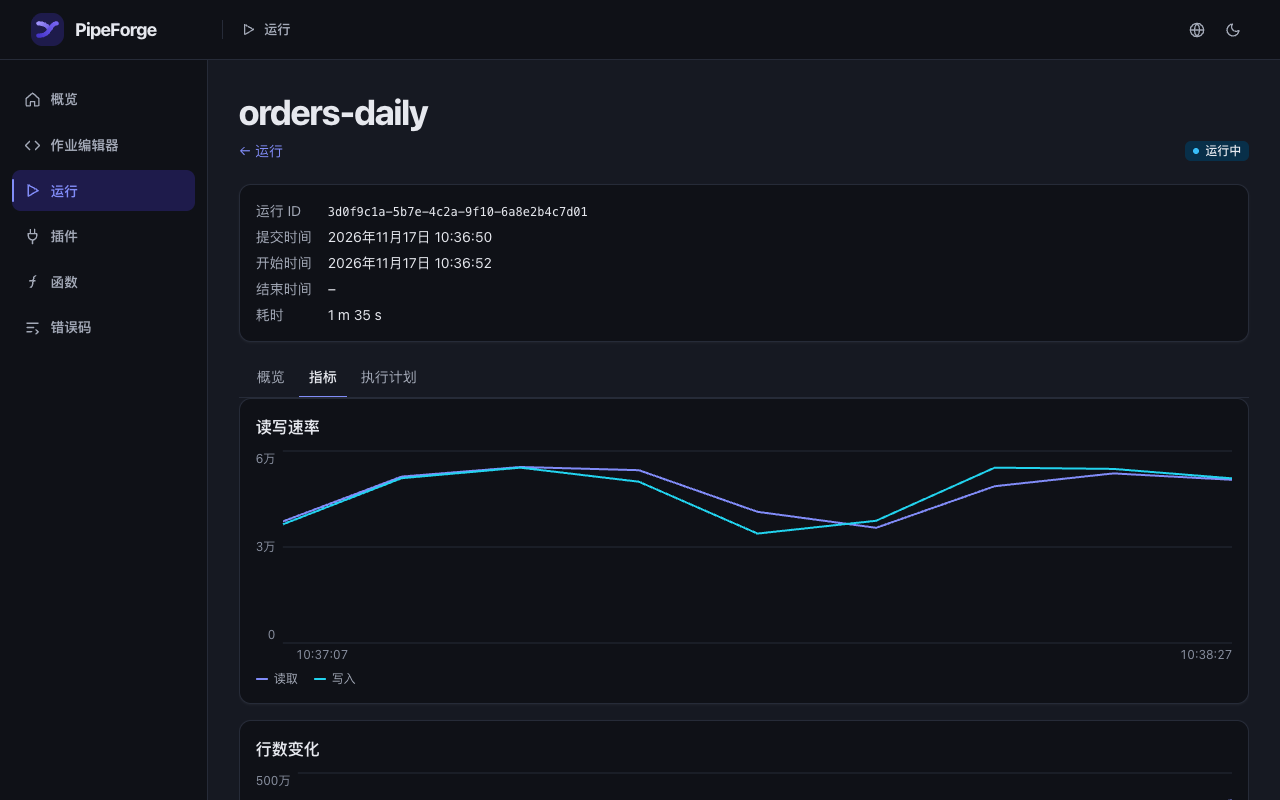 PipeForge
运行
概览
作业编辑器
运行
插件
函数
错误码
orders-daily
← 运行
运行中
运行 ID 3d0f9c1a-5b7e-4c2a-9f10-6a8e2b4c7d01
提交时间 2026年11月17日 10:36:50
开始时间 2026年11月17日 10:36:52
结束时间 –
耗时 1 m 35 s
概览 指标 执行计划
读写速率
6万
3万
0
10:37:07 10:38:27
读取 写入
行数变化
500万